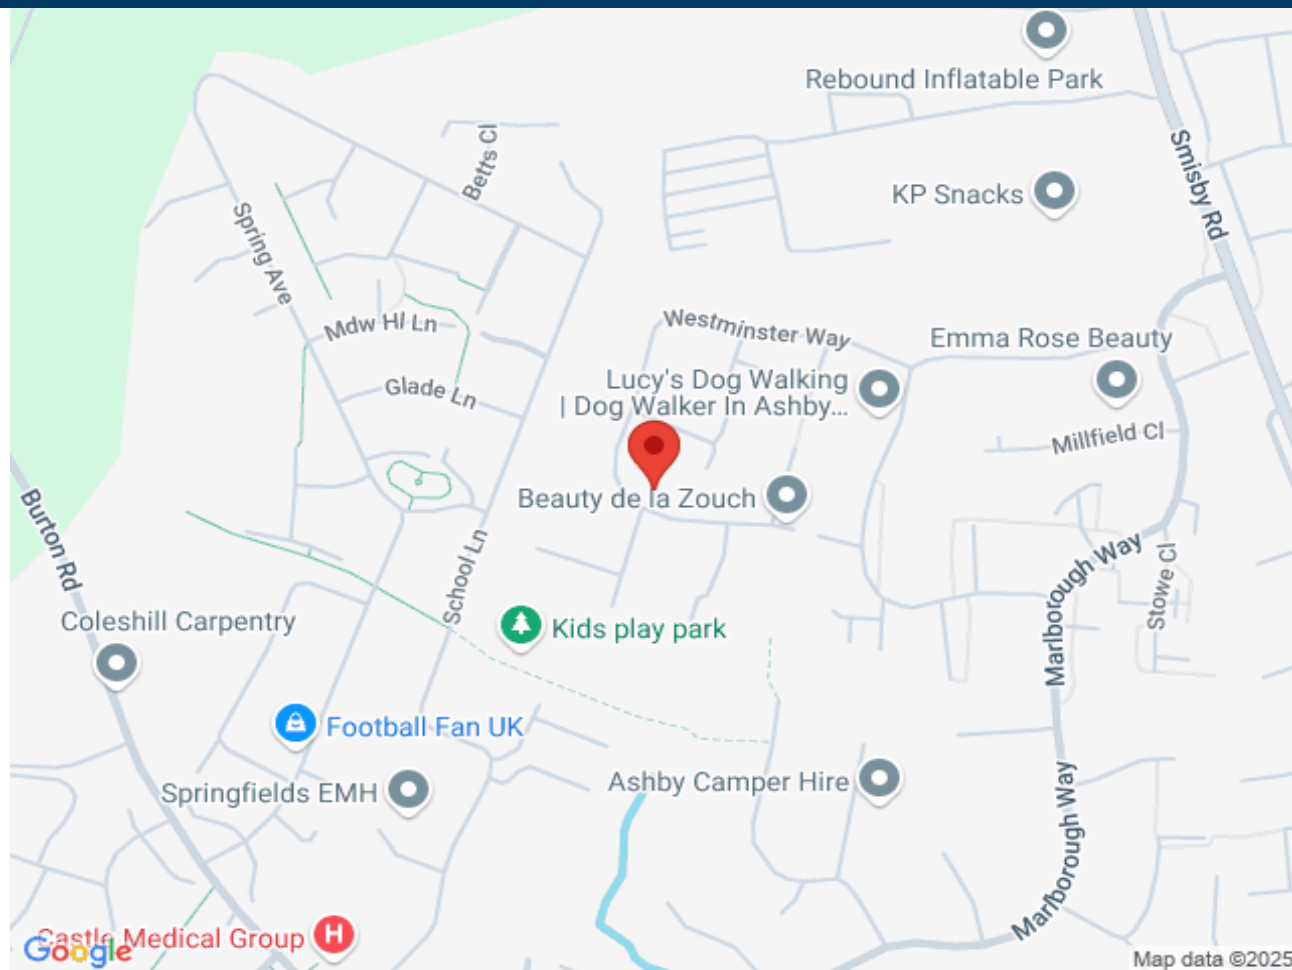 Rebound Inflatable Park
Smisby Rd
Betts Cl
KP Snacks
Spring Ave
Mdw Hl Ln
Westminster Way
Emma Rose Beauty
Glade Ln
Lucy's Dog Walking
| Dog Walker In Ashby...
Millfield Cl
Burton Rd
Beauty de la Zouch
School Ln
Marlborough Way
Stowe Cl
Coleshill Carpentry
Kids play park
Football Fan UK
Springfields EMH
Ashby Camper Hire
Marlborough Way
Marlborough Way
Castle Medical Group
H
Google
Map data ©2025